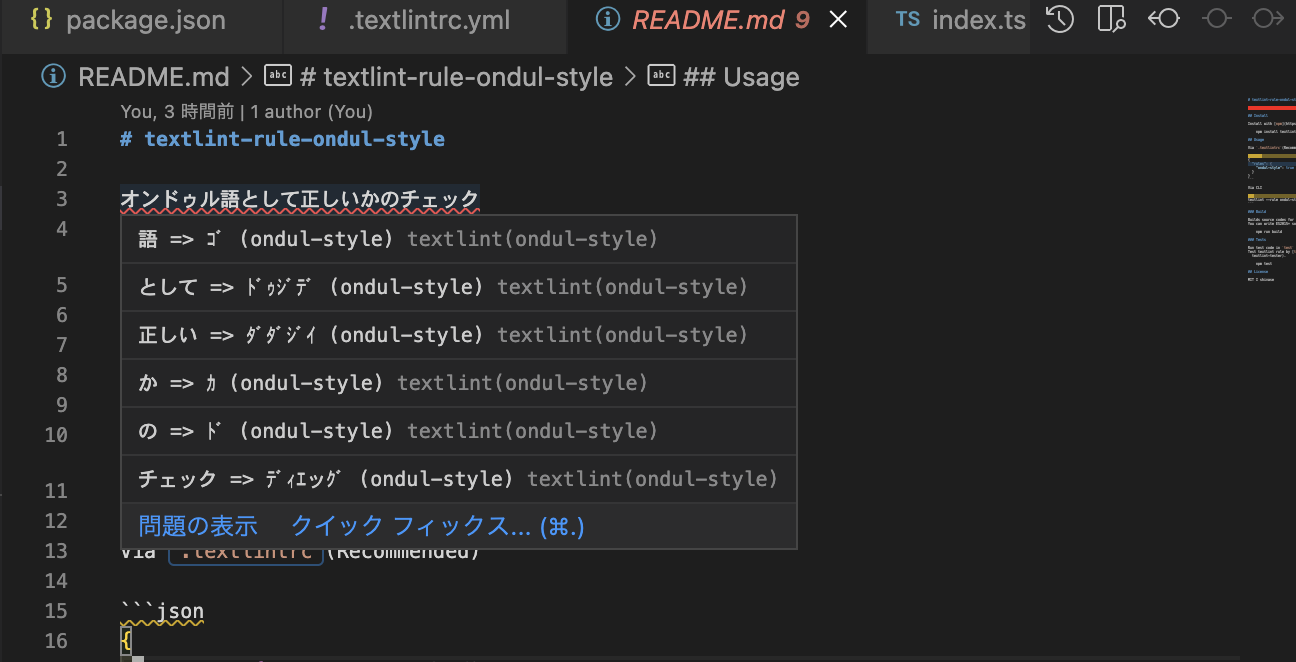 {} package.json ! .textlintrc.yml README.md 9 TS index.ts
README.md > # textlint-rule-ondul-style > ## Usage
You, 3 時間前 | 1 author (You)
1 # textlint-rule-ondul-style
2
3 オンドゥル語として正しいかのチェック
4
語 => ｺﾞ (ondul-style) textlint(ondul-style)
5 として => ﾄﾞｩｼﾞﾃﾞ (ondul-style) textlint(ondul-style)
6
7 正しい => ﾀﾞﾀﾞｼﾞｲ (ondul-style) textlint(ondul-style)
8 か => ｶ (ondul-style) textlint(ondul-style)
9
10 の => ﾄﾞ (ondul-style) textlint(ondul-style)
チェック => ﾃﾞｨｴｯｸﾞ (ondul-style) textlint(ondul-style)
11
12 問題の表示 クイック フィックス... (⌘.)
13 Via .textlintrc (Recommended)
14
15 ```json
16 {